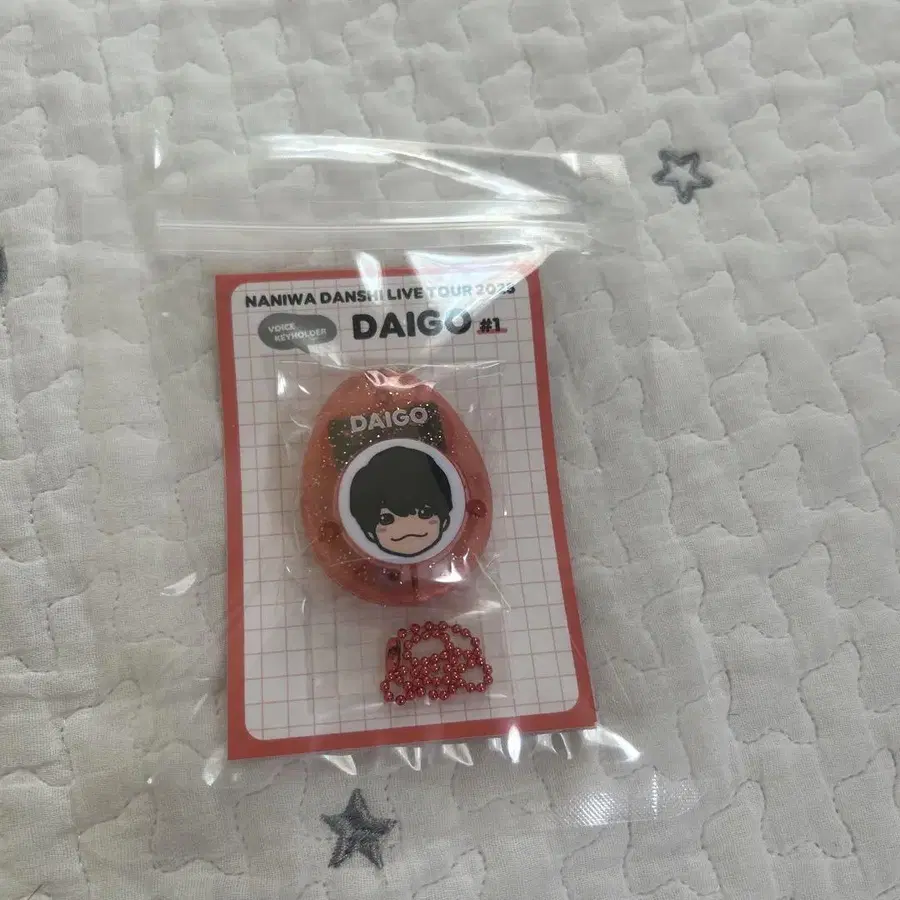 NANIWA DANSHI LIVE TOUR 2025
VOICE
KEYHOLDER
DAIGO #1
DAIGO